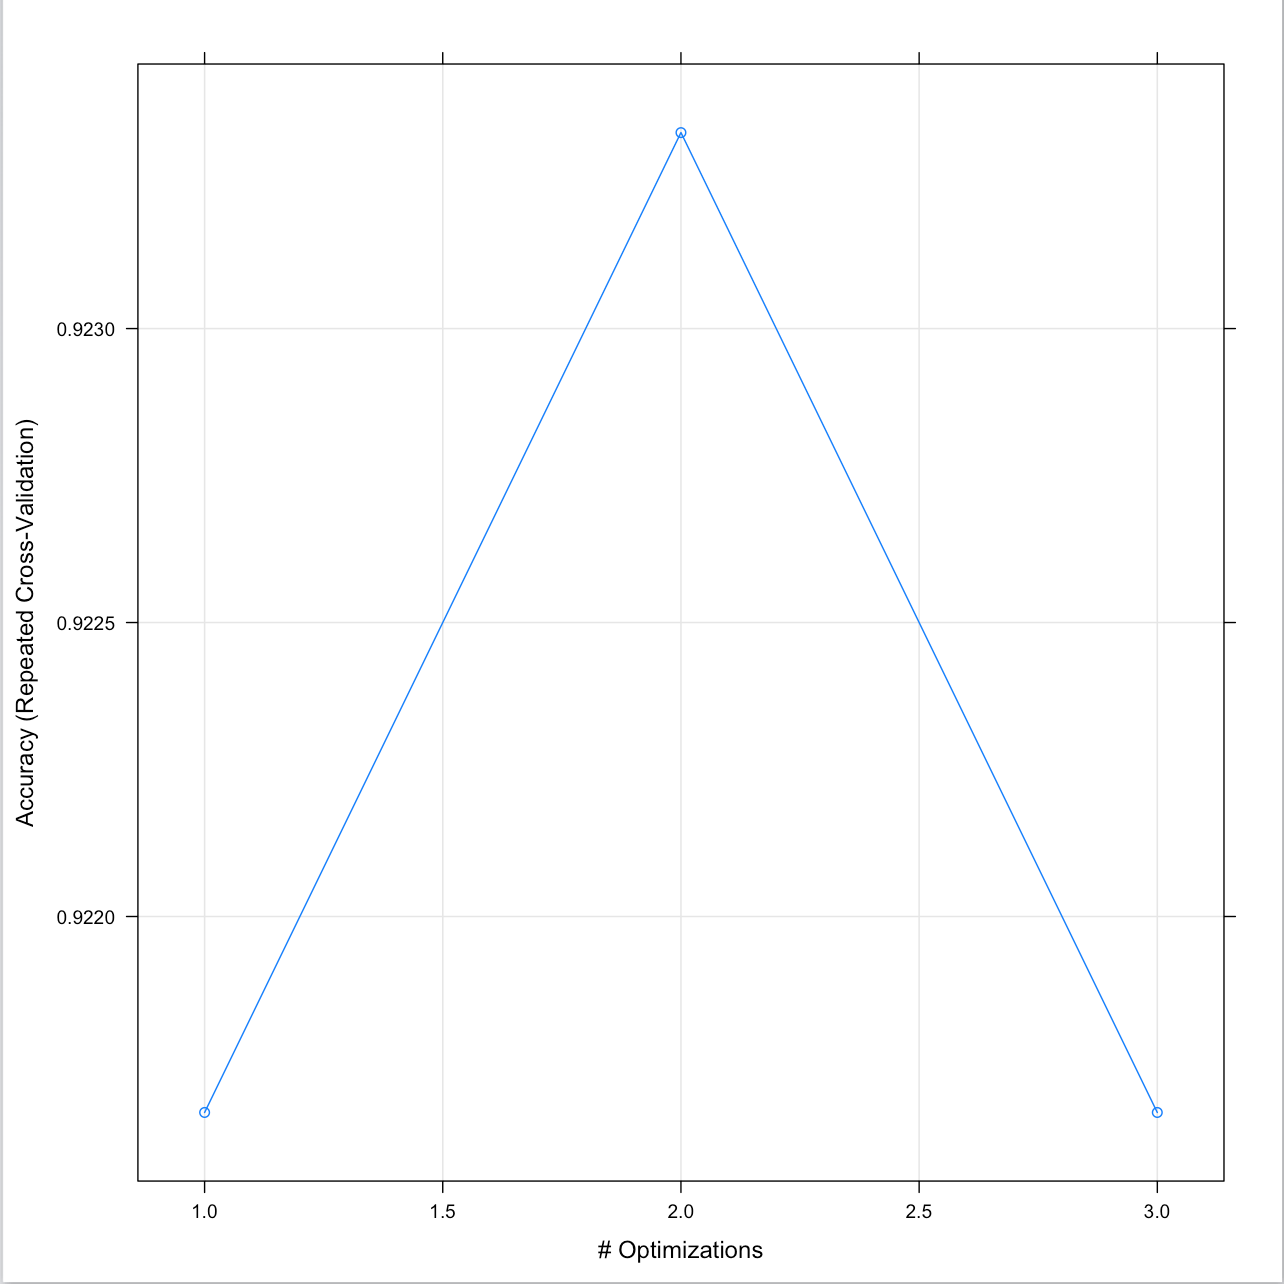 Accuracy (Repeated Cross-Validation)
0.9230
0.9225
0.9220
1.0 1.5 2.0 2.5 3.0
# Optimizations